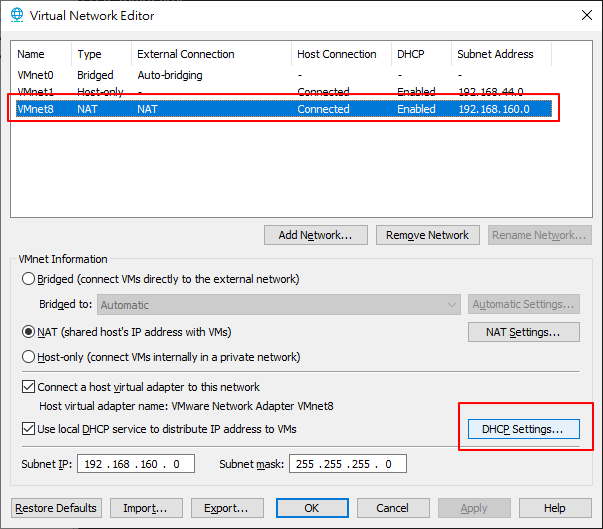 Virtual Network Editor
Name Type External Connection Host Connection DHCP Subnet Address
VMnet0 Bridged Auto-bridging - - -
VMnet1 Host-only - Connected Enabled 192.168.44.0
VMnet8 NAT NAT Connected Enabled 192.168.160.0
Add Network... Remove Network Rename Network...
VMnet Information
Bridged (connect VMs directly to the external network)
Bridged to: Automatic Automatic Settings...
NAT (shared host's IP address with VMs) NAT Settings...
Host-only (connect VMs internally in a private network)
Connect a host virtual adapter to this network
Host virtual adapter name: VMware Network Adapter VMnet8
Use local DHCP service to distribute IP address to VMs DHCP Settings...
Subnet IP: 192 . 168 . 160 . 0 Subnet mask: 255 . 255 . 255 . 0
Restore Defaults Import... Export... OK Cancel Apply Help